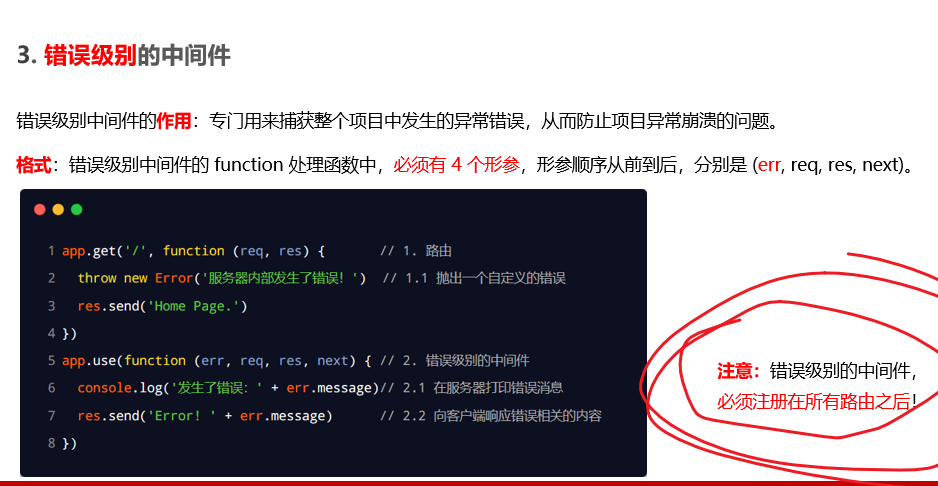 3. 错误级别的中间件
错误级别中间件的作用：专门用来捕获整个项目中发生的异常错误，从而防止项目异常崩溃的问题。
格式：错误级别中间件的 function 处理函数中，必须有 4 个形参，形参顺序从前到后，分别是 (err, req, res, next)。
1 app.get('/', function (req, res) { // 1. 路由
2 throw new Error('服务器内部发生了错误！') // 1.1 抛出一个自定义的错误
3 res.send('Home Page.')
4 })
5 app.use(function (err, req, res, next) { // 2. 错误级别的中间件
6 console.log('发生了错误：' + err.message)// 2.1 在服务器打印错误消息
7 res.send('Error! ' + err.message) // 2.2 向客户端响应错误相关的内容
8 })
注意：错误级别的中间件，
必须注册在所有路由之后！